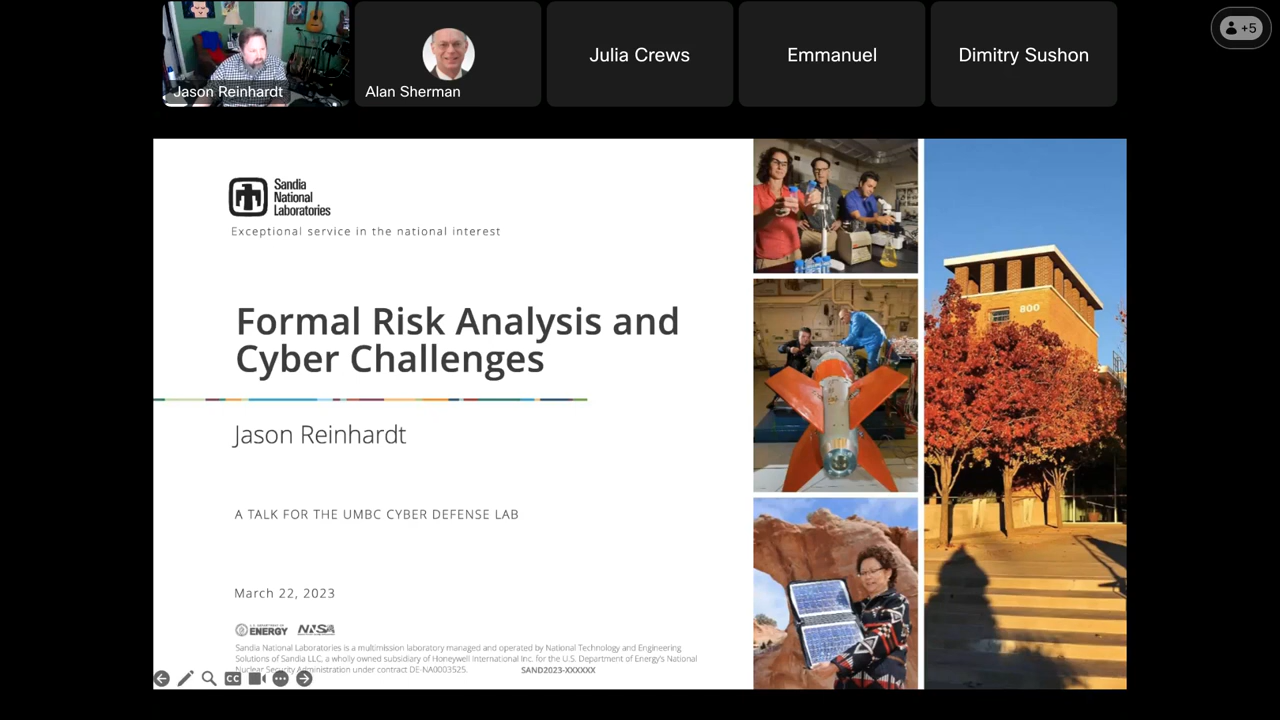 Jason Reinhardt
Alan Sherman
Julia Crews
Emmanuel
Dimitry Sushon
+5
Sandia
National
Laboratories
Exceptional service in the national interest
Formal Risk Analysis and
Cyber Challenges
Jason Reinhardt
A TALK FOR THE UMBC CYBER DEFENSE LAB
March 22, 2023
U.S. DEPARTMENT OF
ENERGY
NNSA
Sandia National Laboratories is a multimission laboratory managed and operated by National Technology and Engineering
Solutions of Sandia LLC, a wholly owned subsidiary of Honeywell International Inc. for the U.S. Department of Energy's National
Nuclear Security Administration under contract DE-NA0003525.
SAND2023-XXXXXX
CC
800